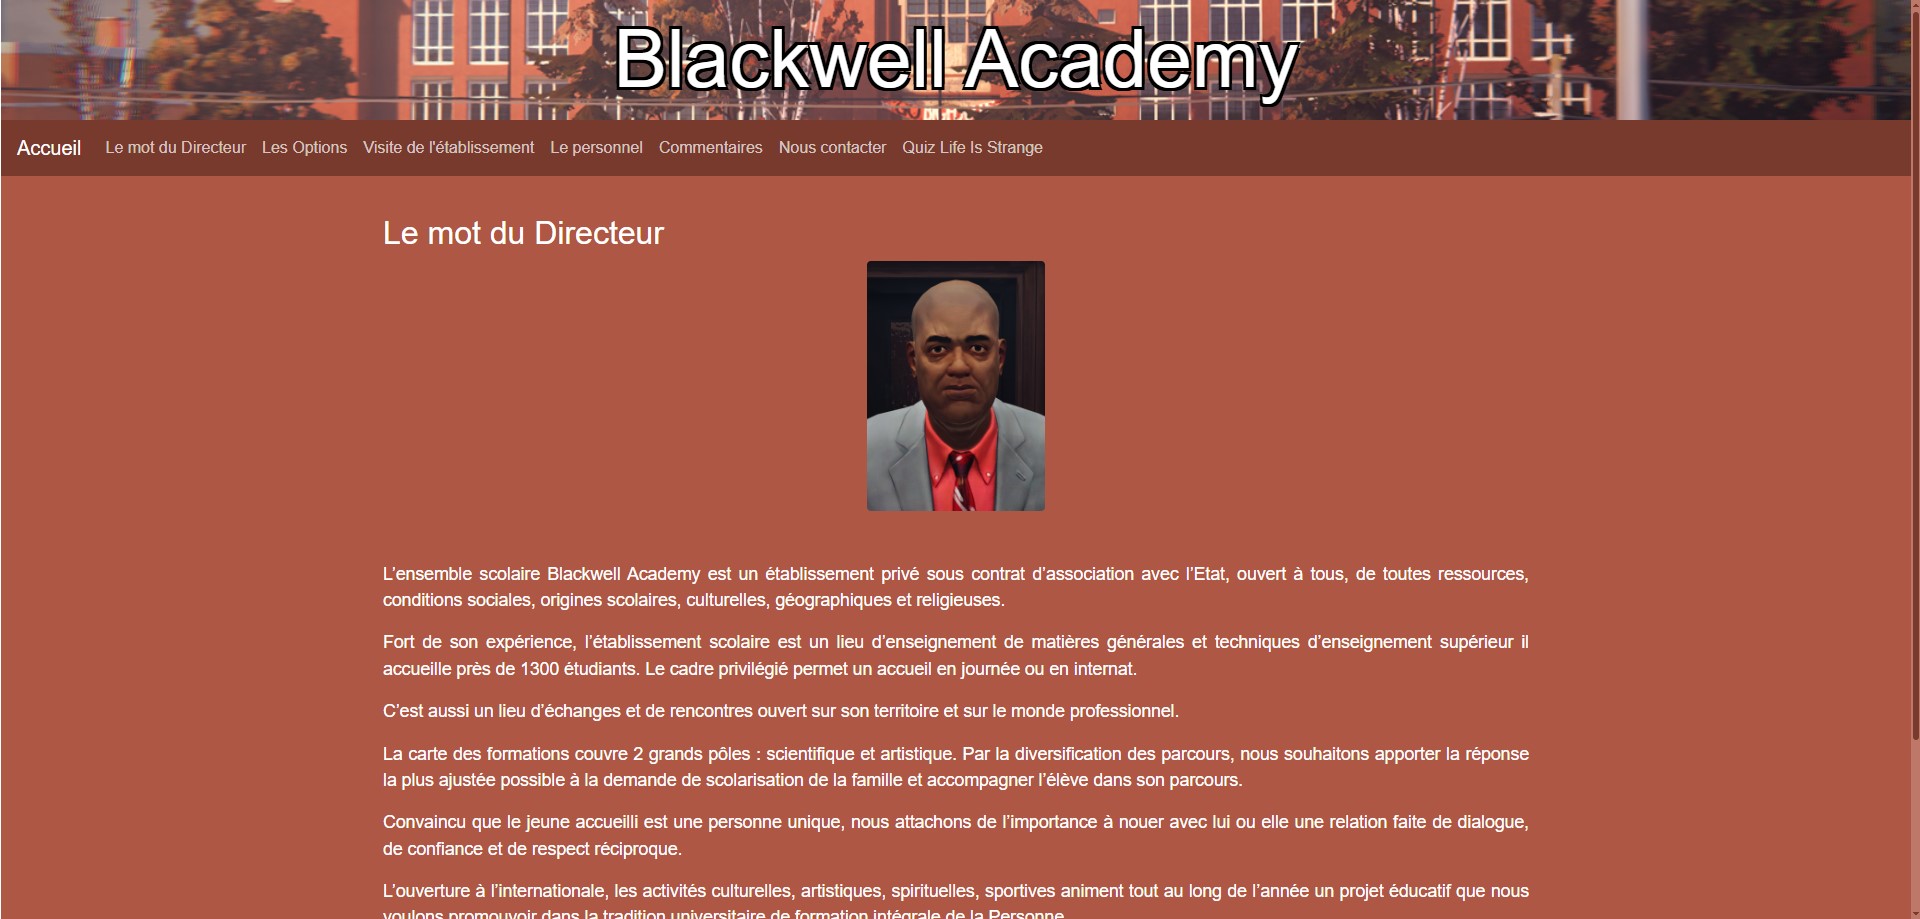 Blackwell Academy
Accueil Le mot du Directeur Les Options Visite de l'établissement Le personnel Commentaires Nous contacter Quiz Life Is Strange
Le mot du Directeur
L’ensemble scolaire Blackwell Academy est un établissement privé sous contrat d’association avec l’Etat, ouvert à tous, de toutes ressources,
conditions sociales, origines scolaires, culturelles, géographiques et religieuses.
Fort de son expérience, l’établissement scolaire est un lieu d’enseignement de matières générales et techniques d’enseignement supérieur il
accueille près de 1300 étudiants. Le cadre privilégié permet un accueil en journée ou en internat.
C’est aussi un lieu d’échanges et de rencontres ouvert sur son territoire et sur le monde professionnel.
La carte des formations couvre 2 grands pôles : scientifique et artistique. Par la diversification des parcours, nous souhaitons apporter la réponse
la plus ajustée possible à la demande de scolarisation de la famille et accompagner l’élève dans son parcours.
Convaincu que le jeune accueilli est une personne unique, nous attachons de l’importance à nouer avec lui ou elle une relation faite de dialogue,
de confiance et de respect réciproque.
L’ouverture à l’internationale, les activités culturelles, artistiques, spirituelles, sportives animent tout au long de l’année un projet éducatif que nous
voulons promouvoir dans la tradition universitaire de formation intégrale de la Personne.